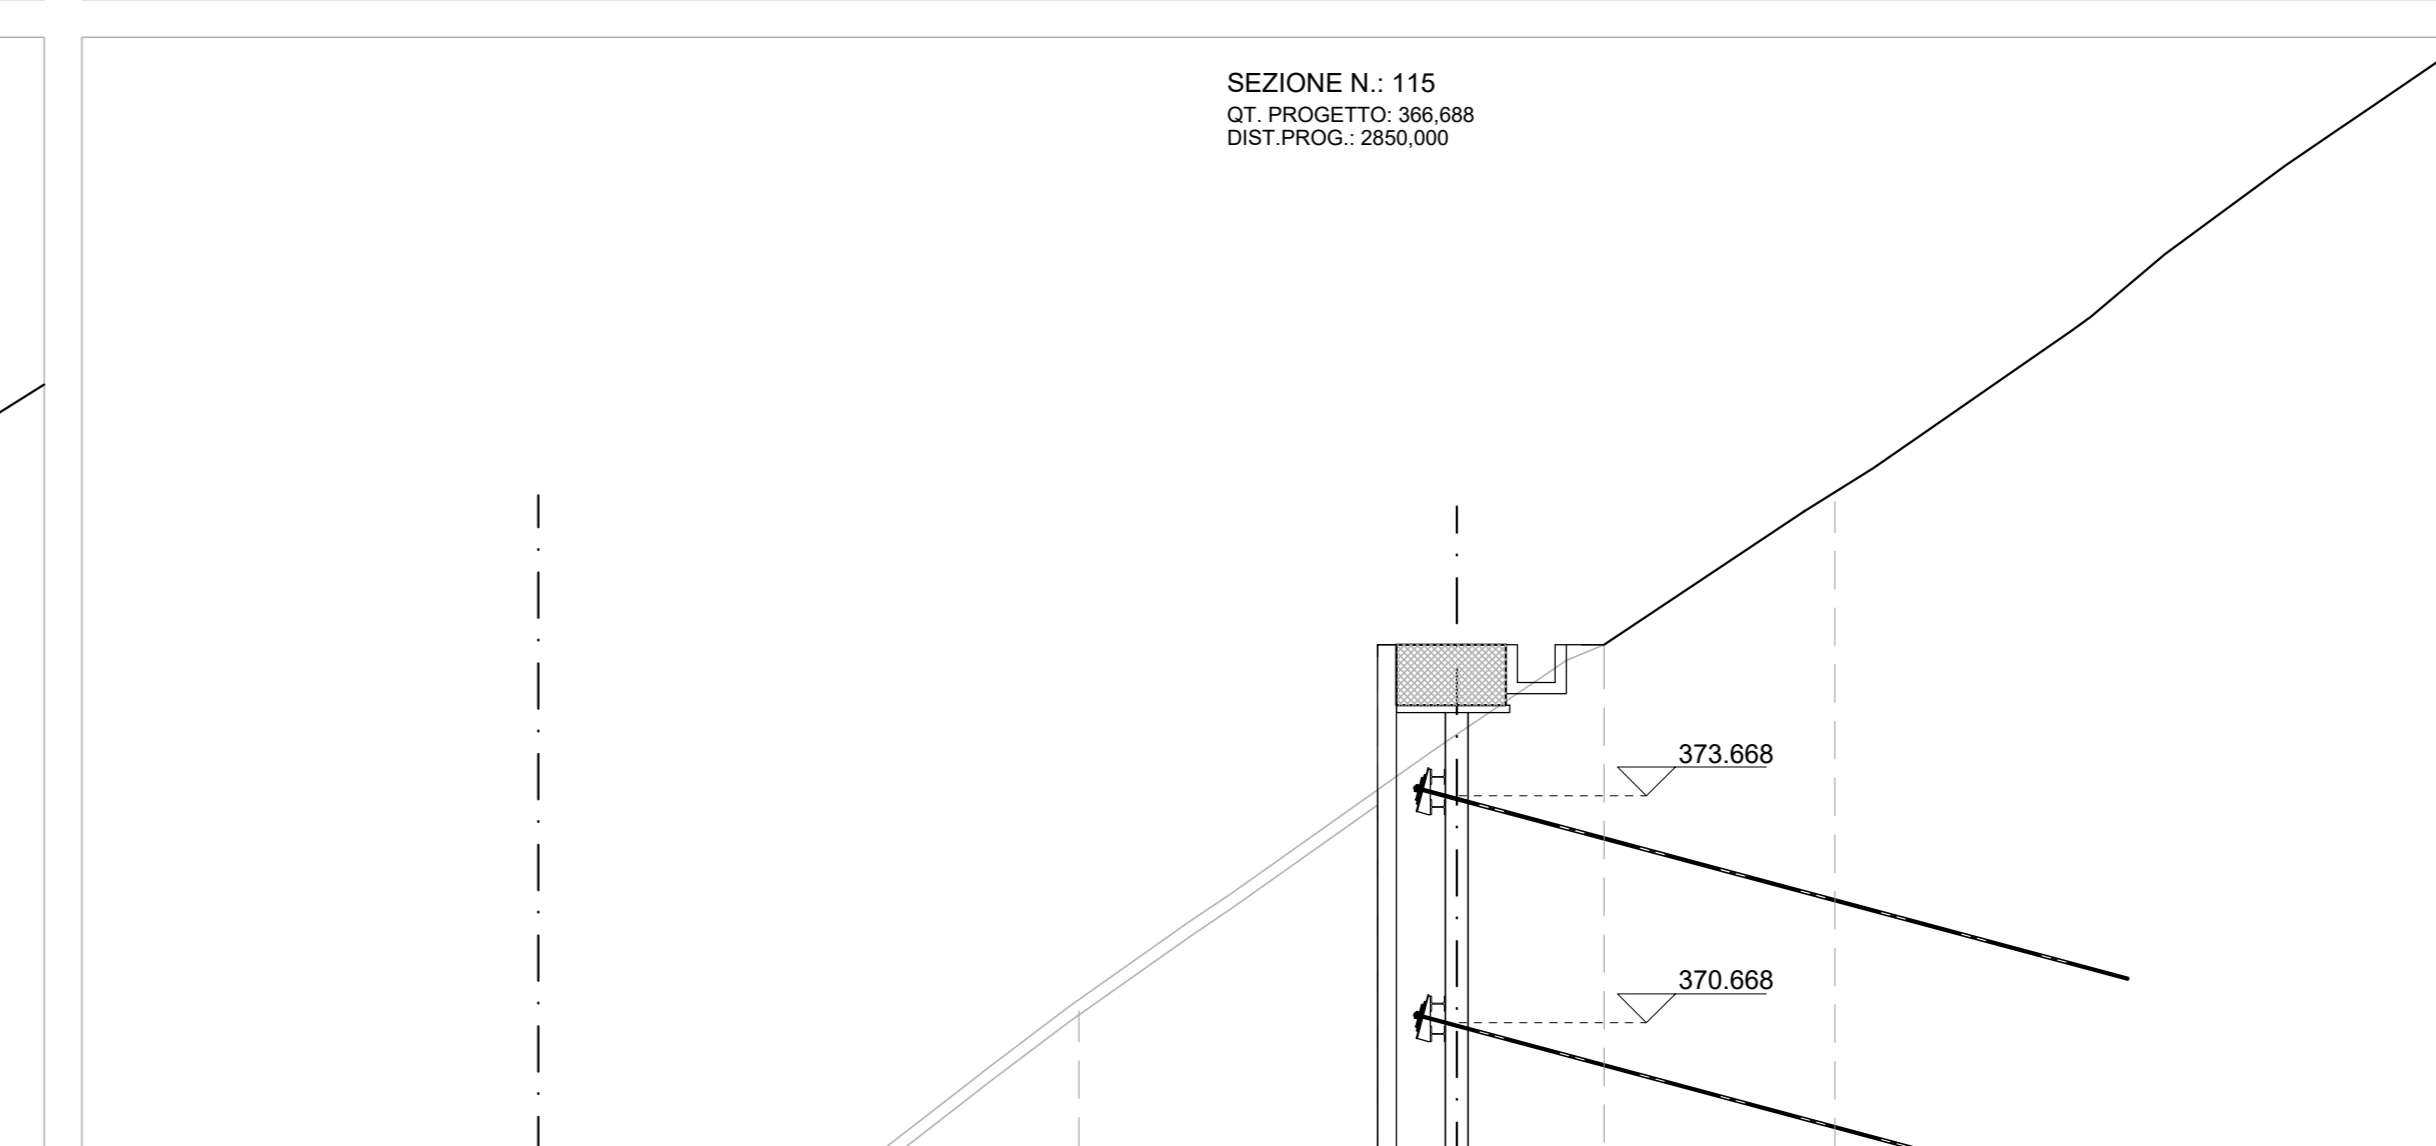 SEZIONE N.: 115
QT. PROGETTO: 366,688
DIST.PROG.: 2850,000
373.668
370.668